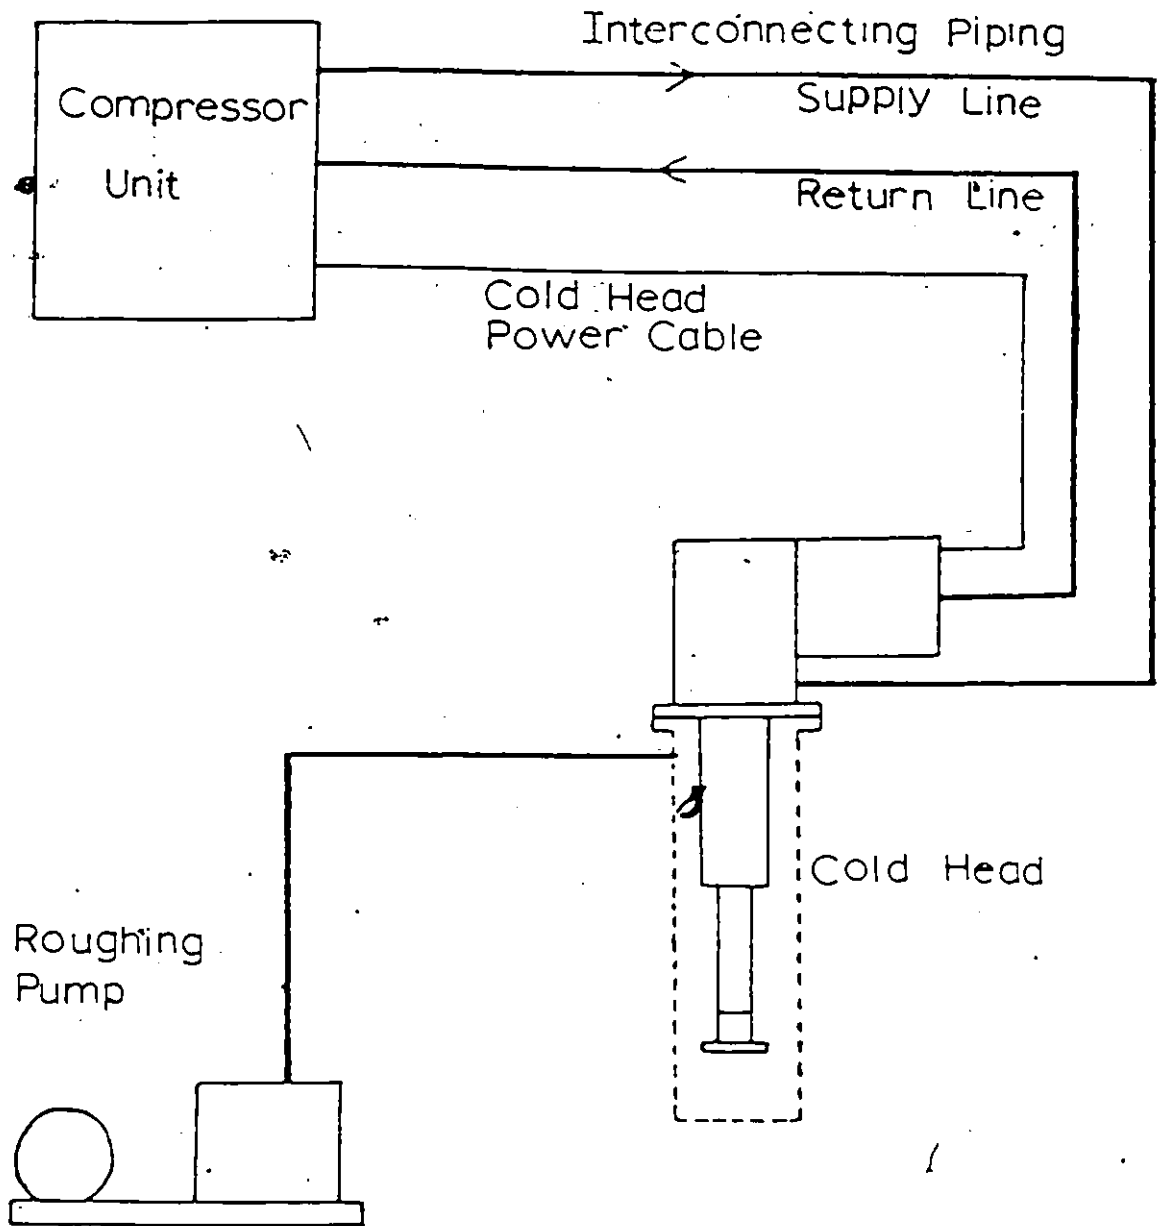 Interconnecting Piping
Compressor
Unit
Supply Line
Return Line
Cold Head
Power Cable
Cold Head
Roughing
Pump